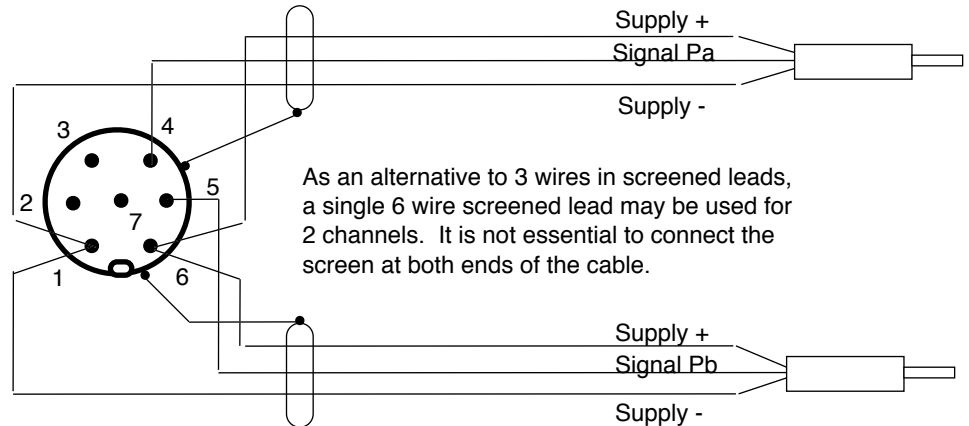 Supply +
Signal Pa
Supply -
3
4
As an alternative to 3 wires in screened leads,
2
5
a single 6 wire screened lead may be used for
7
2 channels. It is not essential to connect the
1
6
screen at both ends of the cable.
Supply +
Signal Pb
Supply -